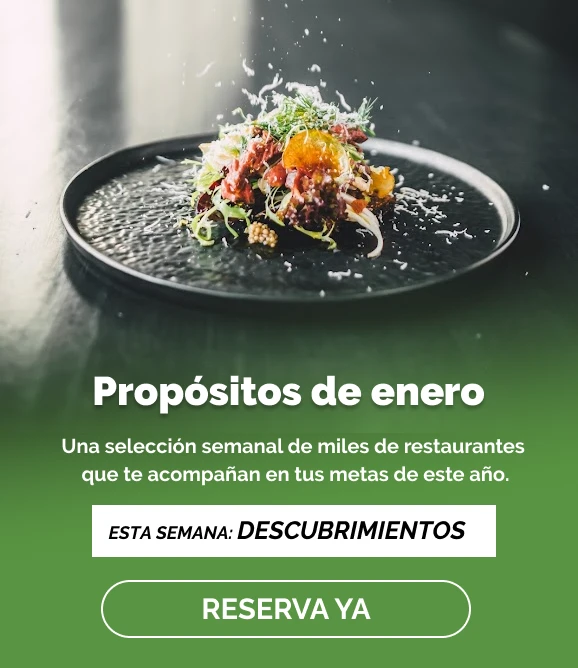 Propósitos de enero
Una selección semanal de miles de restaurantes
que te acompañan en tus metas de este año.
ESTA SEMANA: DESCUBRIMIENTOS
RESERVA YA